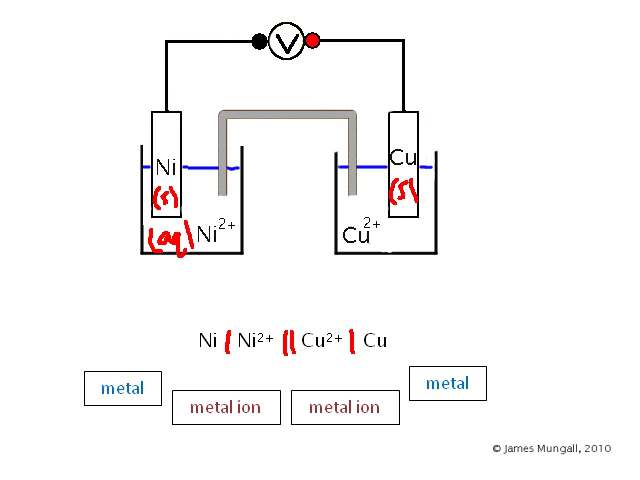 V
Ni
(s)
Cu
(s)
(aq) Ni2+
Cu2+
Ni | Ni2+ || Cu2+ | Cu
metal
metal ion
metal ion
metal
© James Mungall, 2010